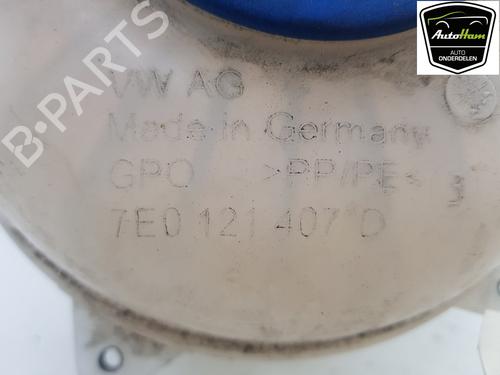 AutoHam
AUTO
ONDERDELEN
B-PARTS
VW AG
Made in Germany
GPO >PP/PE<
7E0 121 407 D